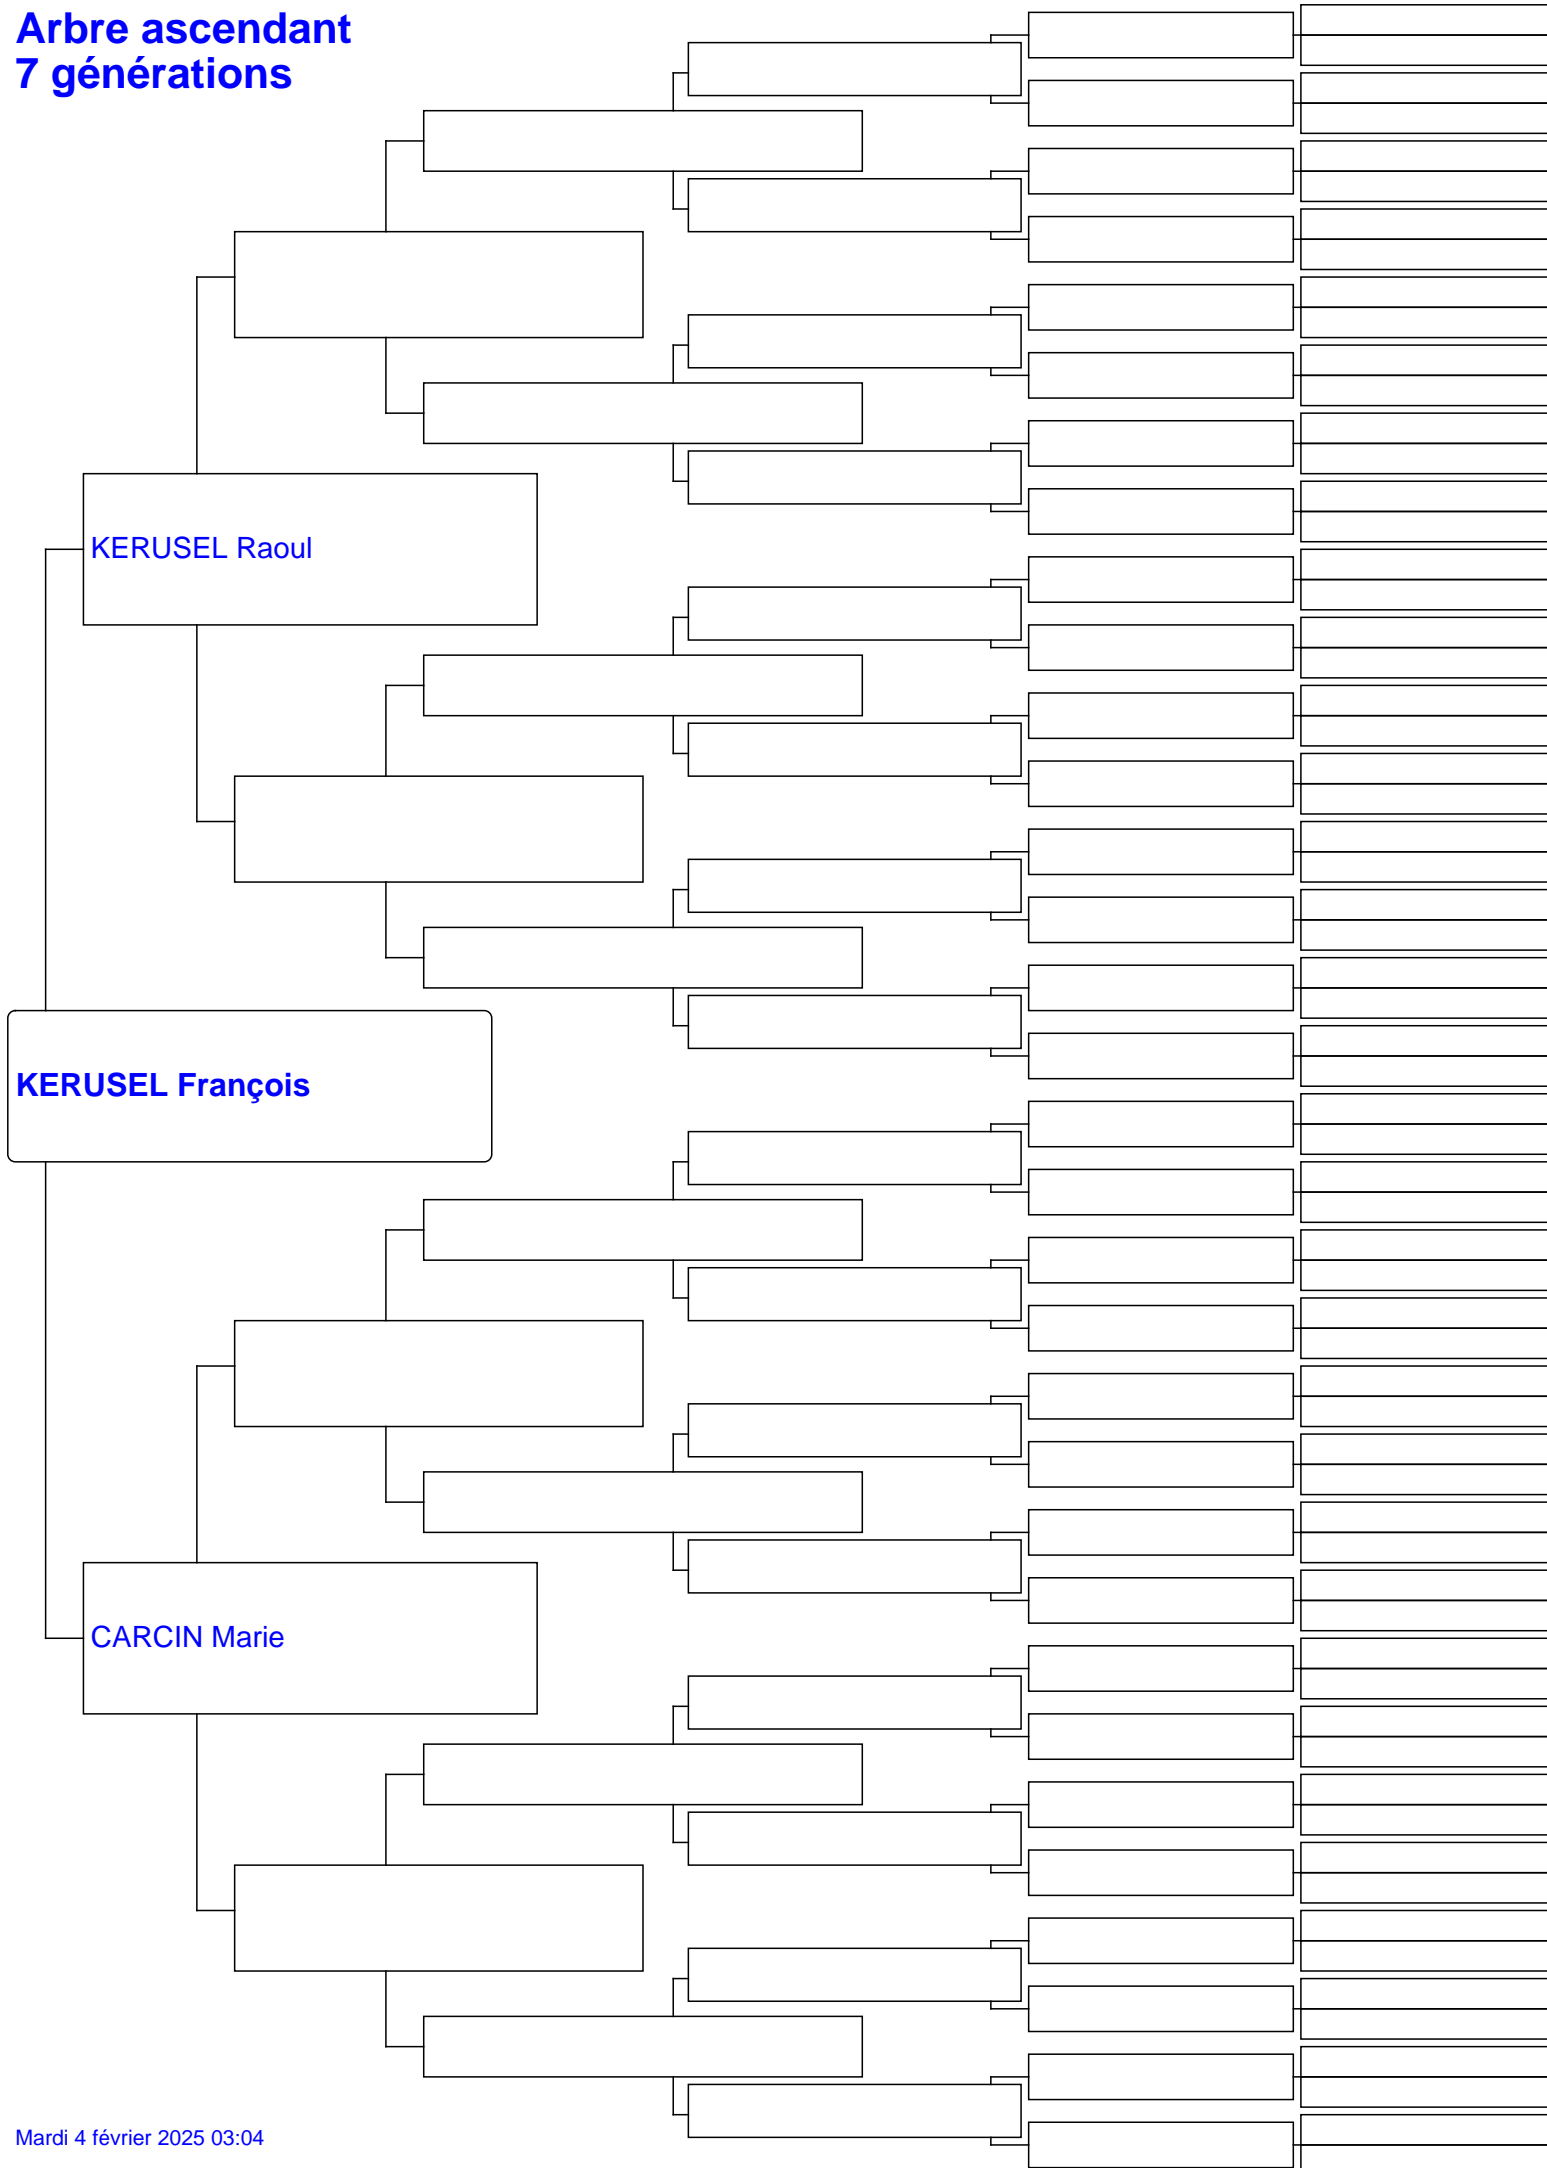 Arbre ascendant
7 générations
KERUSEL Raoul
KERUSEL François
CARCIN Marie
Mardi 4 février 2025 03:04